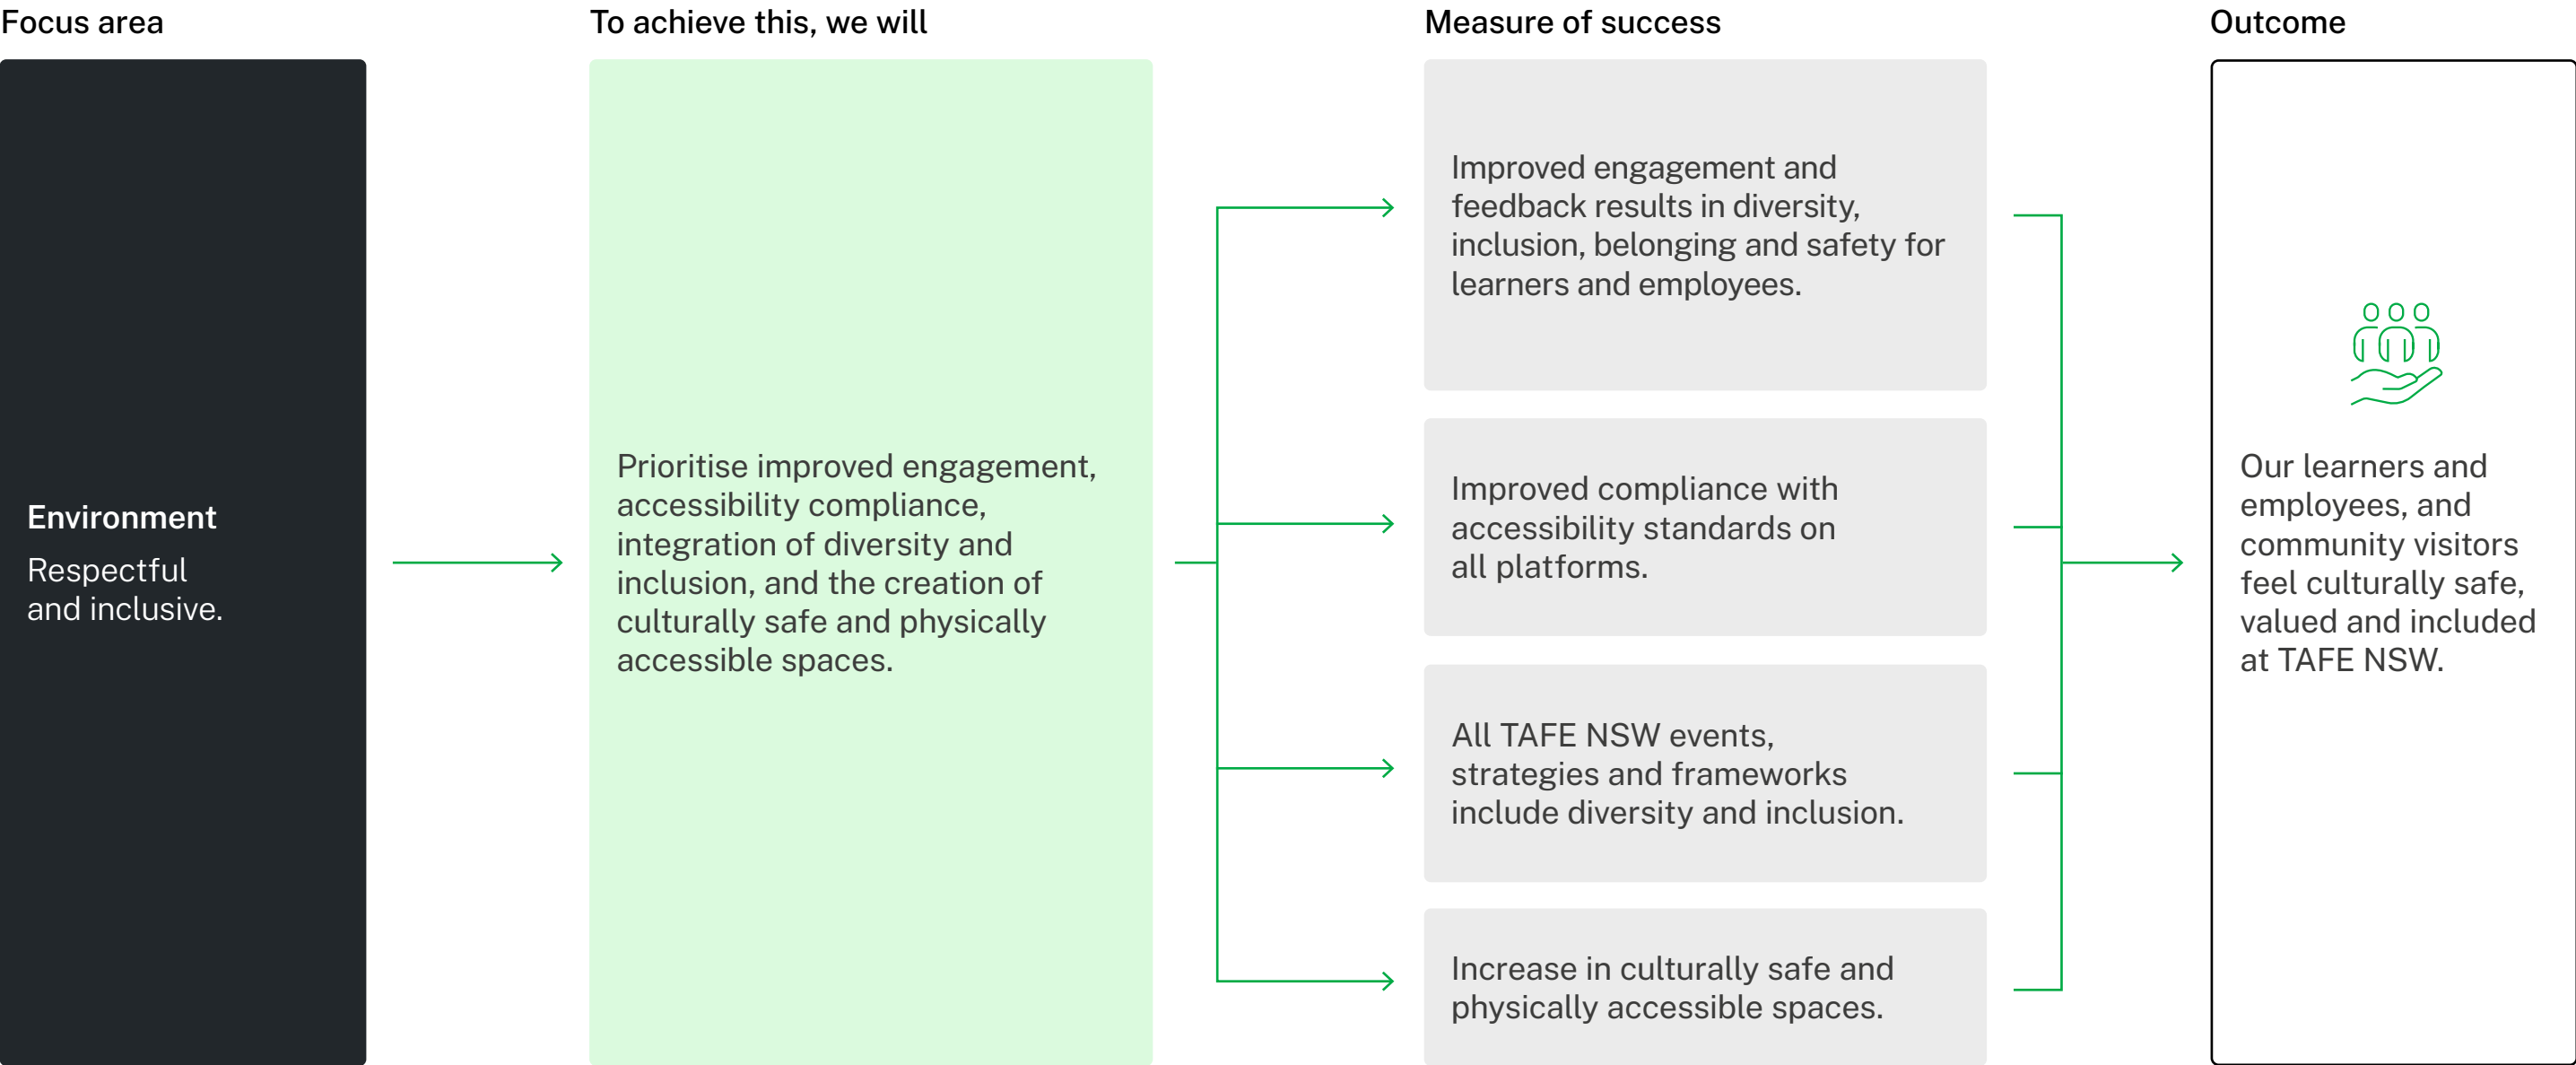 Focus area
To achieve this, we will
Measure of success
Outcome
Environment
Respectful
and inclusive.
Prioritise improved engagement,
accessibility compliance,
integration of diversity and
inclusion, and the creation of
culturally safe and physically
accessible spaces.
Improved engagement and
feedback results in diversity,
inclusion, belonging and safety for
learners and employees.
Improved compliance with
accessibility standards on
all platforms.
All TAFE NSW events,
strategies and frameworks
include diversity and inclusion.
Increase in culturally safe and
physically accessible spaces.
Our learners and
employees, and
community visitors
feel culturally safe,
valued and included
at TAFE NSW.